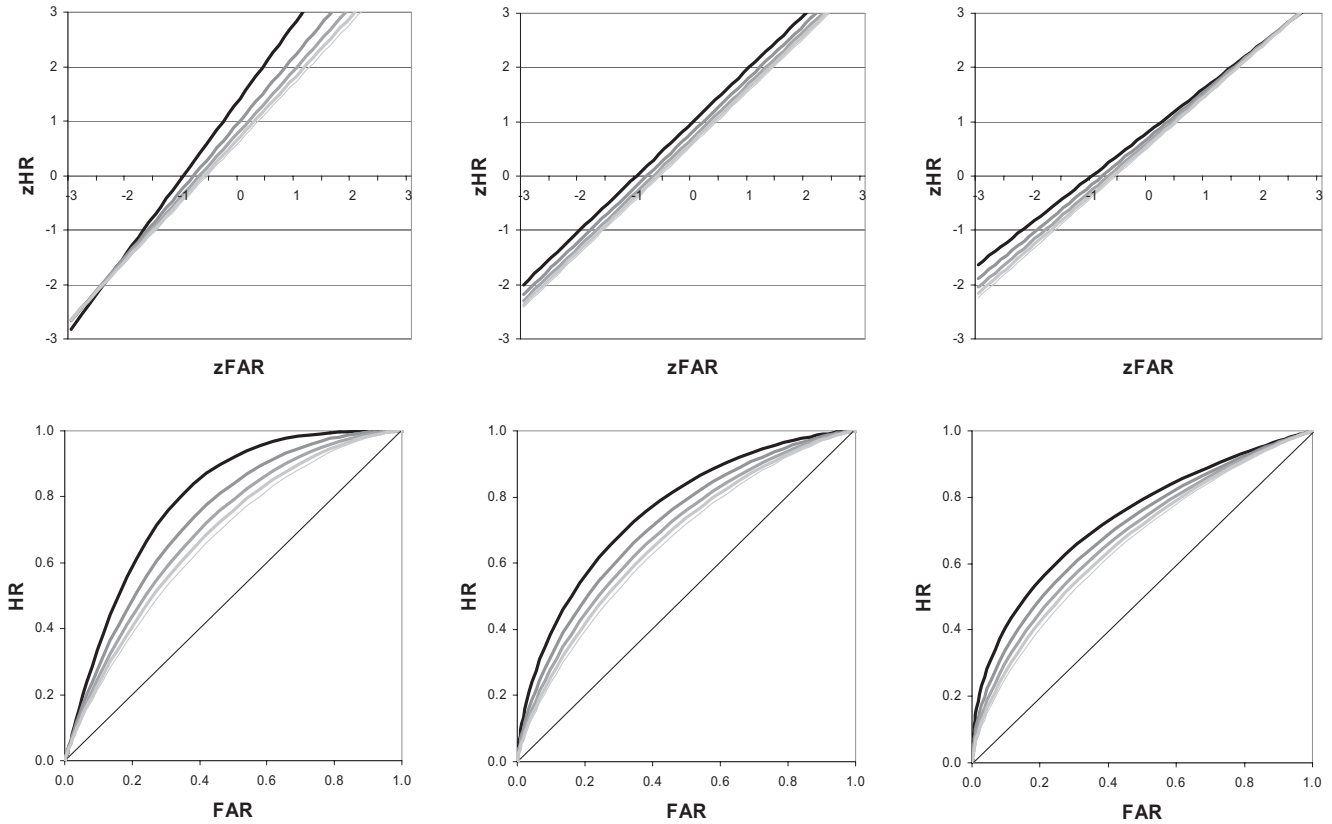 3 3 3
2 2 2
1 1 1
0 0 0
-3 -2 -1 0 1 2 3 -3 -2 -1 0 1 2 3 -3 -2 -1 0 1 2 3
-1 -1 -1
-2 -2 -2
-3 -3 -3
zHR zHR zHR
zFAR zFAR zFAR
1.0 1.0 1.0
0.8 0.8 0.8
0.6 0.6 0.6
0.4 0.4 0.4
0.2 0.2 0.2
0.0 0.0 0.0
HR HR HR
0.0 0.2 0.4 0.6 0.8 1.0 0.0 0.2 0.4 0.6 0.8 1.0 0.0 0.2 0.4 0.6 0.8 1.0
FAR FAR FAR